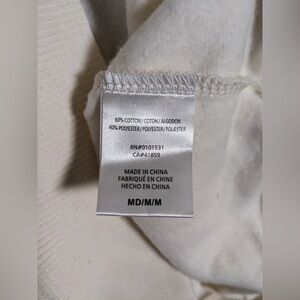 60% COTTON/COTON/ALGODON
40% POLYESTER/POLYESTER/POLIESTER
RN#0101531
CA#41859
MADE IN CHINA
FABRIQUÉ EN CHINE
HECHO EN CHINA
MD/M/M